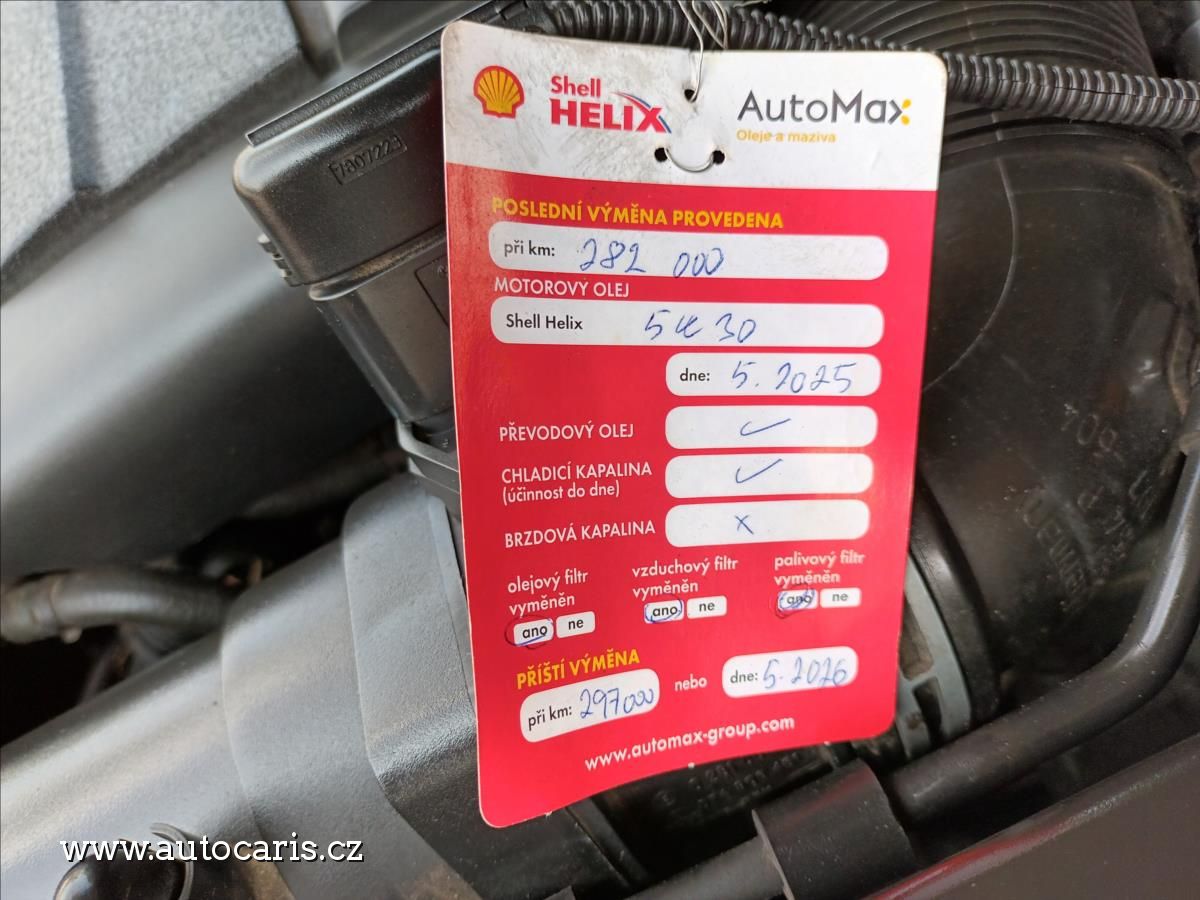 Shell
HELIX
AutoMax
Oleje a maziva
POSLEDNÍ VÝMĚNA PROVEDENA
při km: 282 000
MOTOROVÝ OLEJ
Shell Helix 5W30
dne: 5. 2025
PŘEVODOVÝ OLEJ ✓
CHLADICÍ KAPALINA ✓
(účinnost do dne)
BRZDOVÁ KAPALINA x
olejový filtr
vyměněn
ano ne
vzduchový filtr
vyměněn
ano ne
palivový filtr
vyměněn
ano ne
PŘÍŠTÍ VÝMĚNA
při km: 297000 nebo dne: 5. 2026
www.automax-group.com
www.autocaris.cz